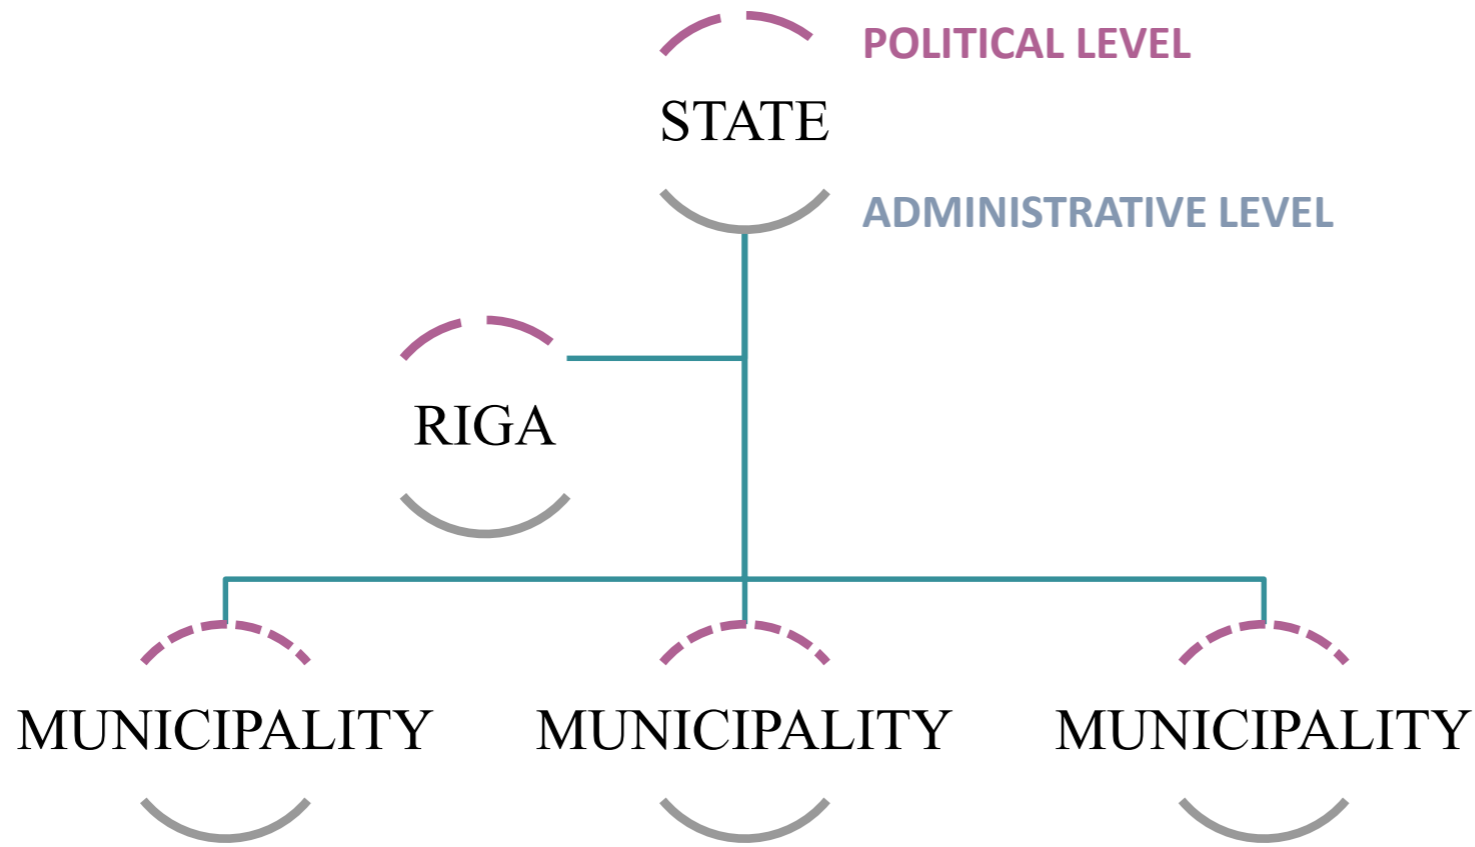 POLITICAL LEVEL
STATE
ADMINISTRATIVE LEVEL
RIGA
MUNICIPALITY
MUNICIPALITY
MUNICIPALITY